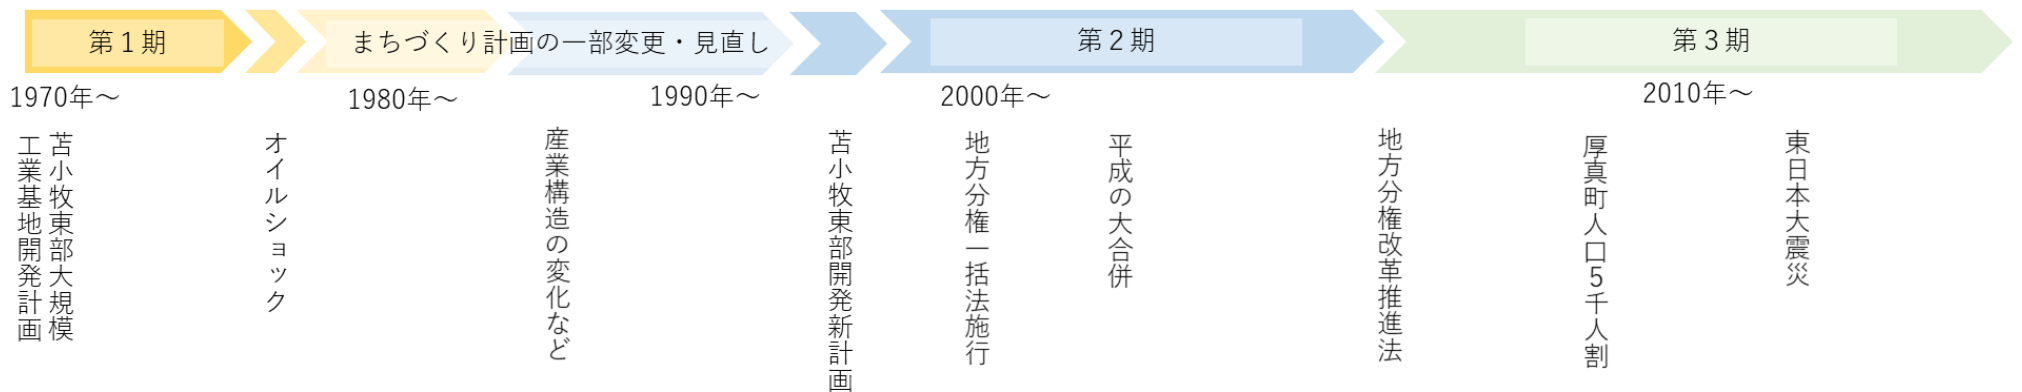 第１期
まちづくり計画の一部変更・見直し
第２期
第３期
1970年～
1980年～
1990年～
2000年～
2010年～
苫小牧東部大規模
工業基地開発計画
オイルショック
産業構造の変化など
苫小牧東部開発新計画
地方分権一括法施行
平成の大合併
地方分権改革推進法
厚真町人口５千人割
東日本大震災